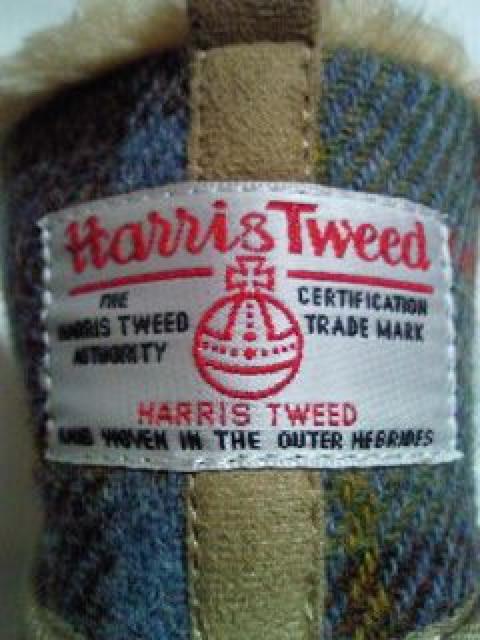 Harris Tweed
THE
HARRIS TWEED
AUTHORITY
CERTIFICATION
TRADE MARK
HARRIS TWEED
HAND WOVEN IN THE OUTER HEBRIDES